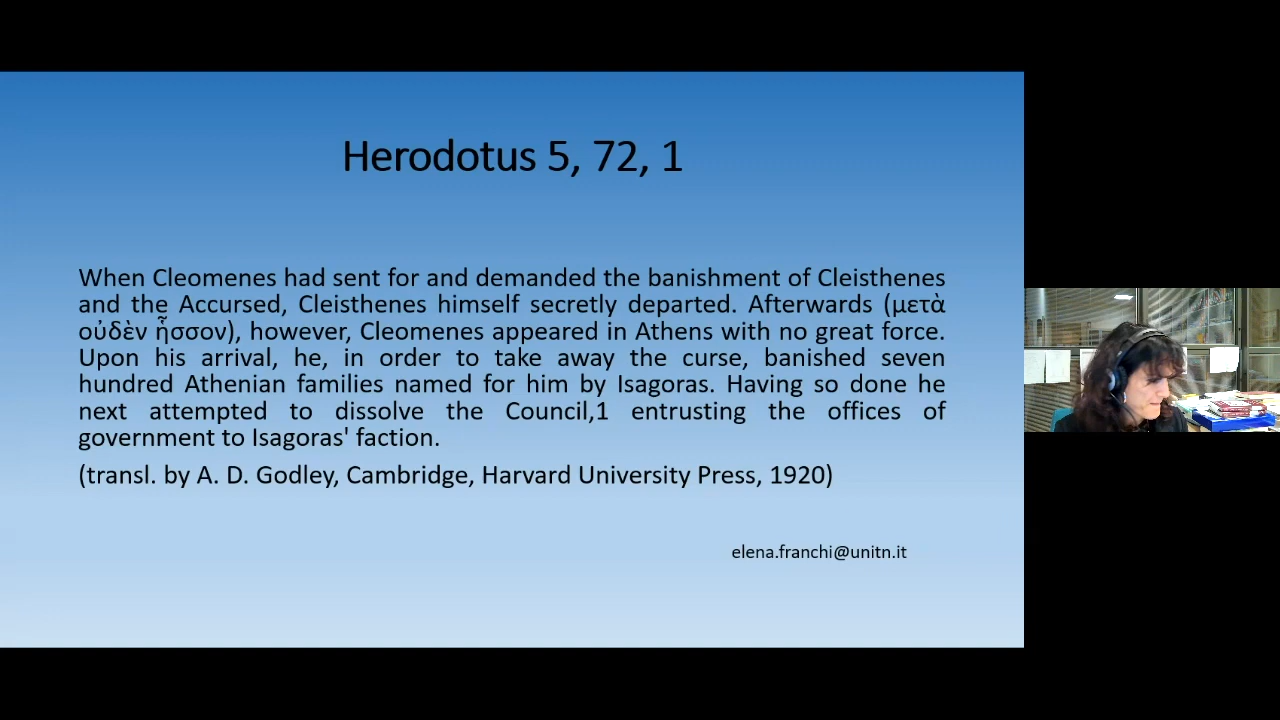 Herodotus 5, 72, 1
When Cleomenes had sent for and demanded the banishment of Cleisthenes
and the Accursed, Cleisthenes himself secretly departed. Afterwards (μετὰ
οὐδὲν ἧσσον), however, Cleomenes appeared in Athens with no great force.
Upon his arrival, he, in order to take away the curse, banished seven
hundred Athenian families named for him by Isagoras. Having so done he
next attempted to dissolve the Council,1 entrusting the offices of
government to Isagoras' faction.
(transl. by A. D. Godley, Cambridge, Harvard University Press, 1920)
elena.franchi@unitn.it